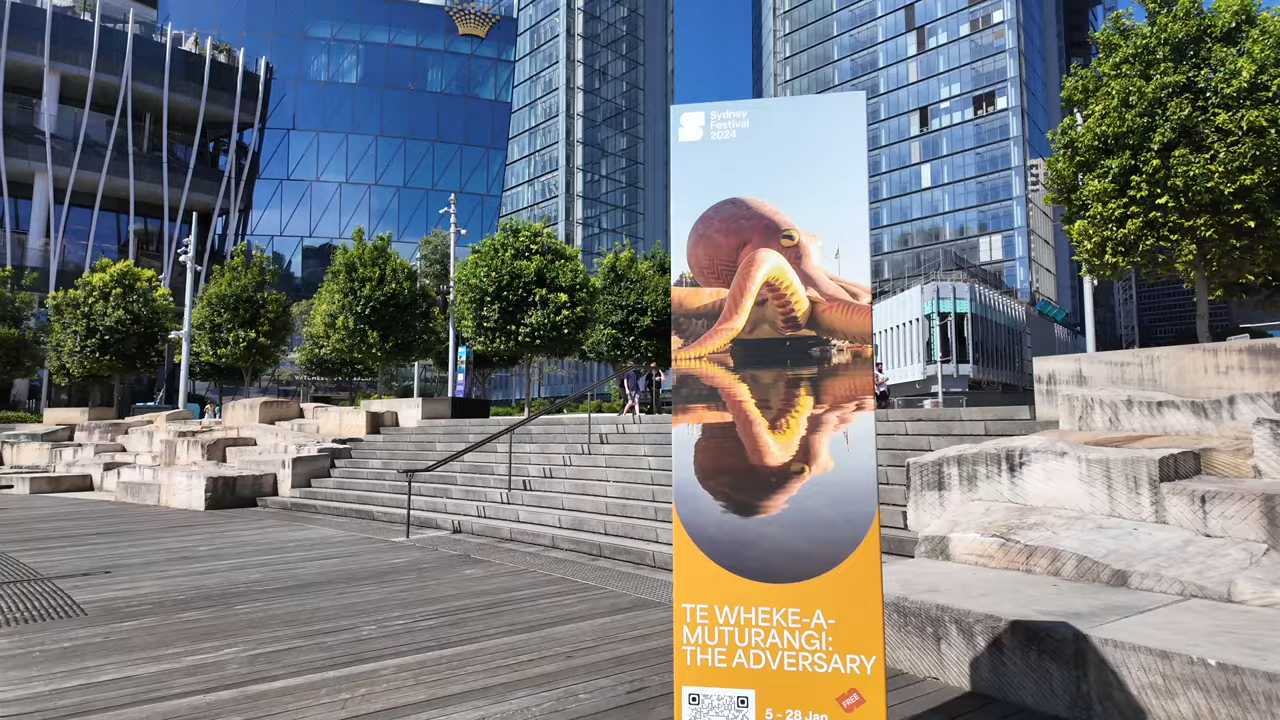 Sydney
Festival
2024
TE WHEKE-A-
MUTURANGI:
THE ADVERSARY
FREE
5 - 28 Jan